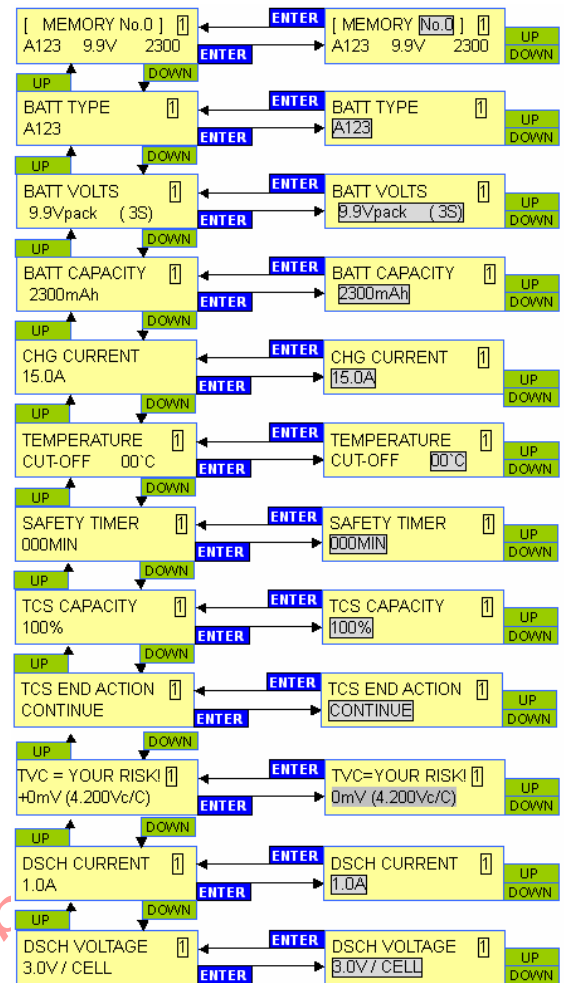 [ MEMORY No.0 ] 1
A123 9.9V 2300
ENTER
ENTER
[ MEMORY No.0 ] 1
A123 9.9V 2300
UP
DOWN
UP
DOWN
BATT TYPE 1
A123
ENTER
ENTER
BATT TYPE 1
A123
UP
DOWN
UP
DOWN
BATT VOLTS 1
9.9Vpack (3S)
ENTER
ENTER
BATT VOLTS 1
9.9Vpack (3S)
UP
DOWN
UP
DOWN
BATT CAPACITY 1
2300mAh
ENTER
ENTER
BATT CAPACITY 1
2300mAh
UP
DOWN
UP
DOWN
CHG CURRENT
15.0A
ENTER
ENTER
CHG CURRENT 1
15.0A
UP
DOWN
UP
DOWN
TEMPERATURE 1
CUT-OFF 00`C
ENTER
ENTER
TEMPERATURE 1
CUT-OFF 00`C
UP
DOWN
UP
DOWN
SAFETY TIMER 1
000MIN
ENTER
ENTER
SAFETY TIMER 1
000MIN
UP
DOWN
UP
DOWN
TCS CAPACITY 1
100%
ENTER
ENTER
TCS CAPACITY 1
100%
UP
DOWN
UP
DOWN
TCS END ACTION 1
CONTINUE
ENTER
ENTER
TCS END ACTION 1
CONTINUE
UP
DOWN
UP
DOWN
TVC = YOUR RISK! 1
+0mV (4.200Vc/C)
ENTER
ENTER
TVC=YOUR RISK! 1
0mV (4.200Vc/C)
UP
DOWN
UP
DOWN
DSCH CURRENT 1
1.0A
ENTER
ENTER
DSCH CURRENT 1
1.0A
UP
DOWN
UP
DOWN
DSCH VOLTAGE 1
3.0V / CELL
ENTER
ENTER
DSCH VOLTAGE 1
3.0V / CELL
UP
DOWN